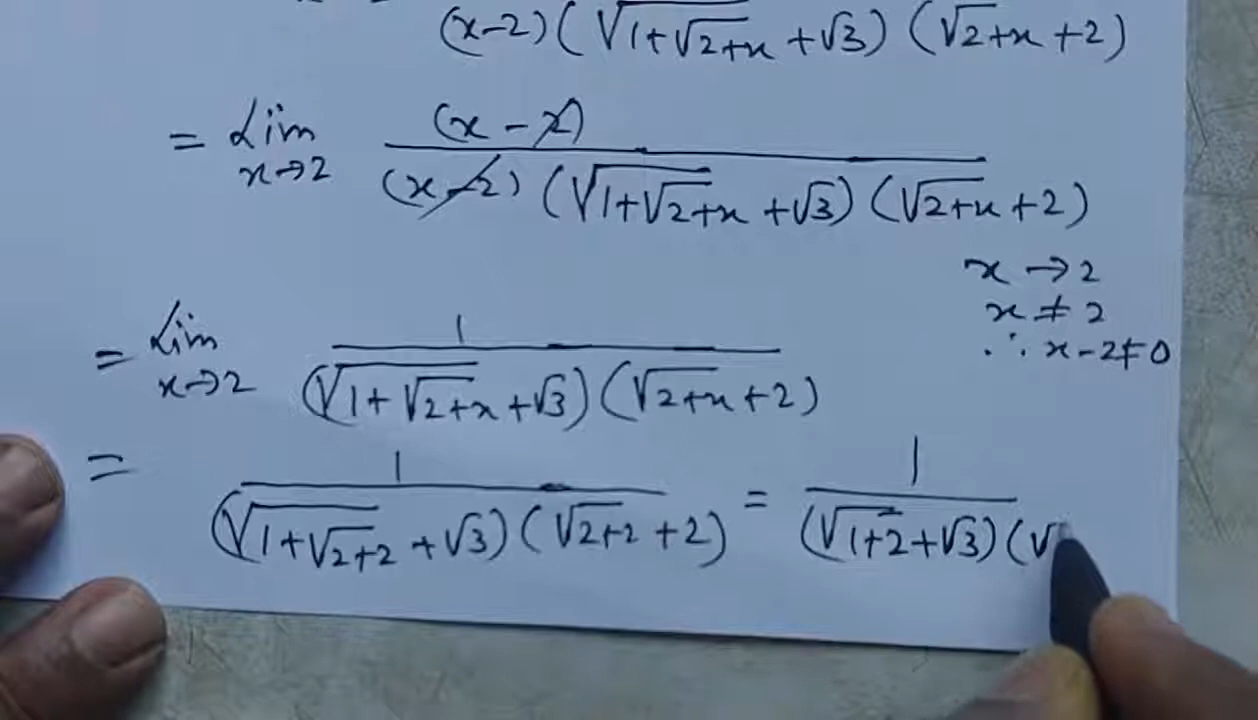 (x-2)(√(1+√(2+x)) + √3)(√(2+x) + 2)
= Lim x→2 (x-2) / (x-2)(√(1+√(2+x)) + √3)(√(2+x) + 2)
x → 2
x ≠ 2
∴ x-2≠0
= Lim x→2 1 / (√(1+√(2+x)) + √3)(√(2+x) + 2)
= 1 / (√(1+√(2+2)) + √3)(√(2+2) + 2) = 1 / (√(1+2) + √3)(√